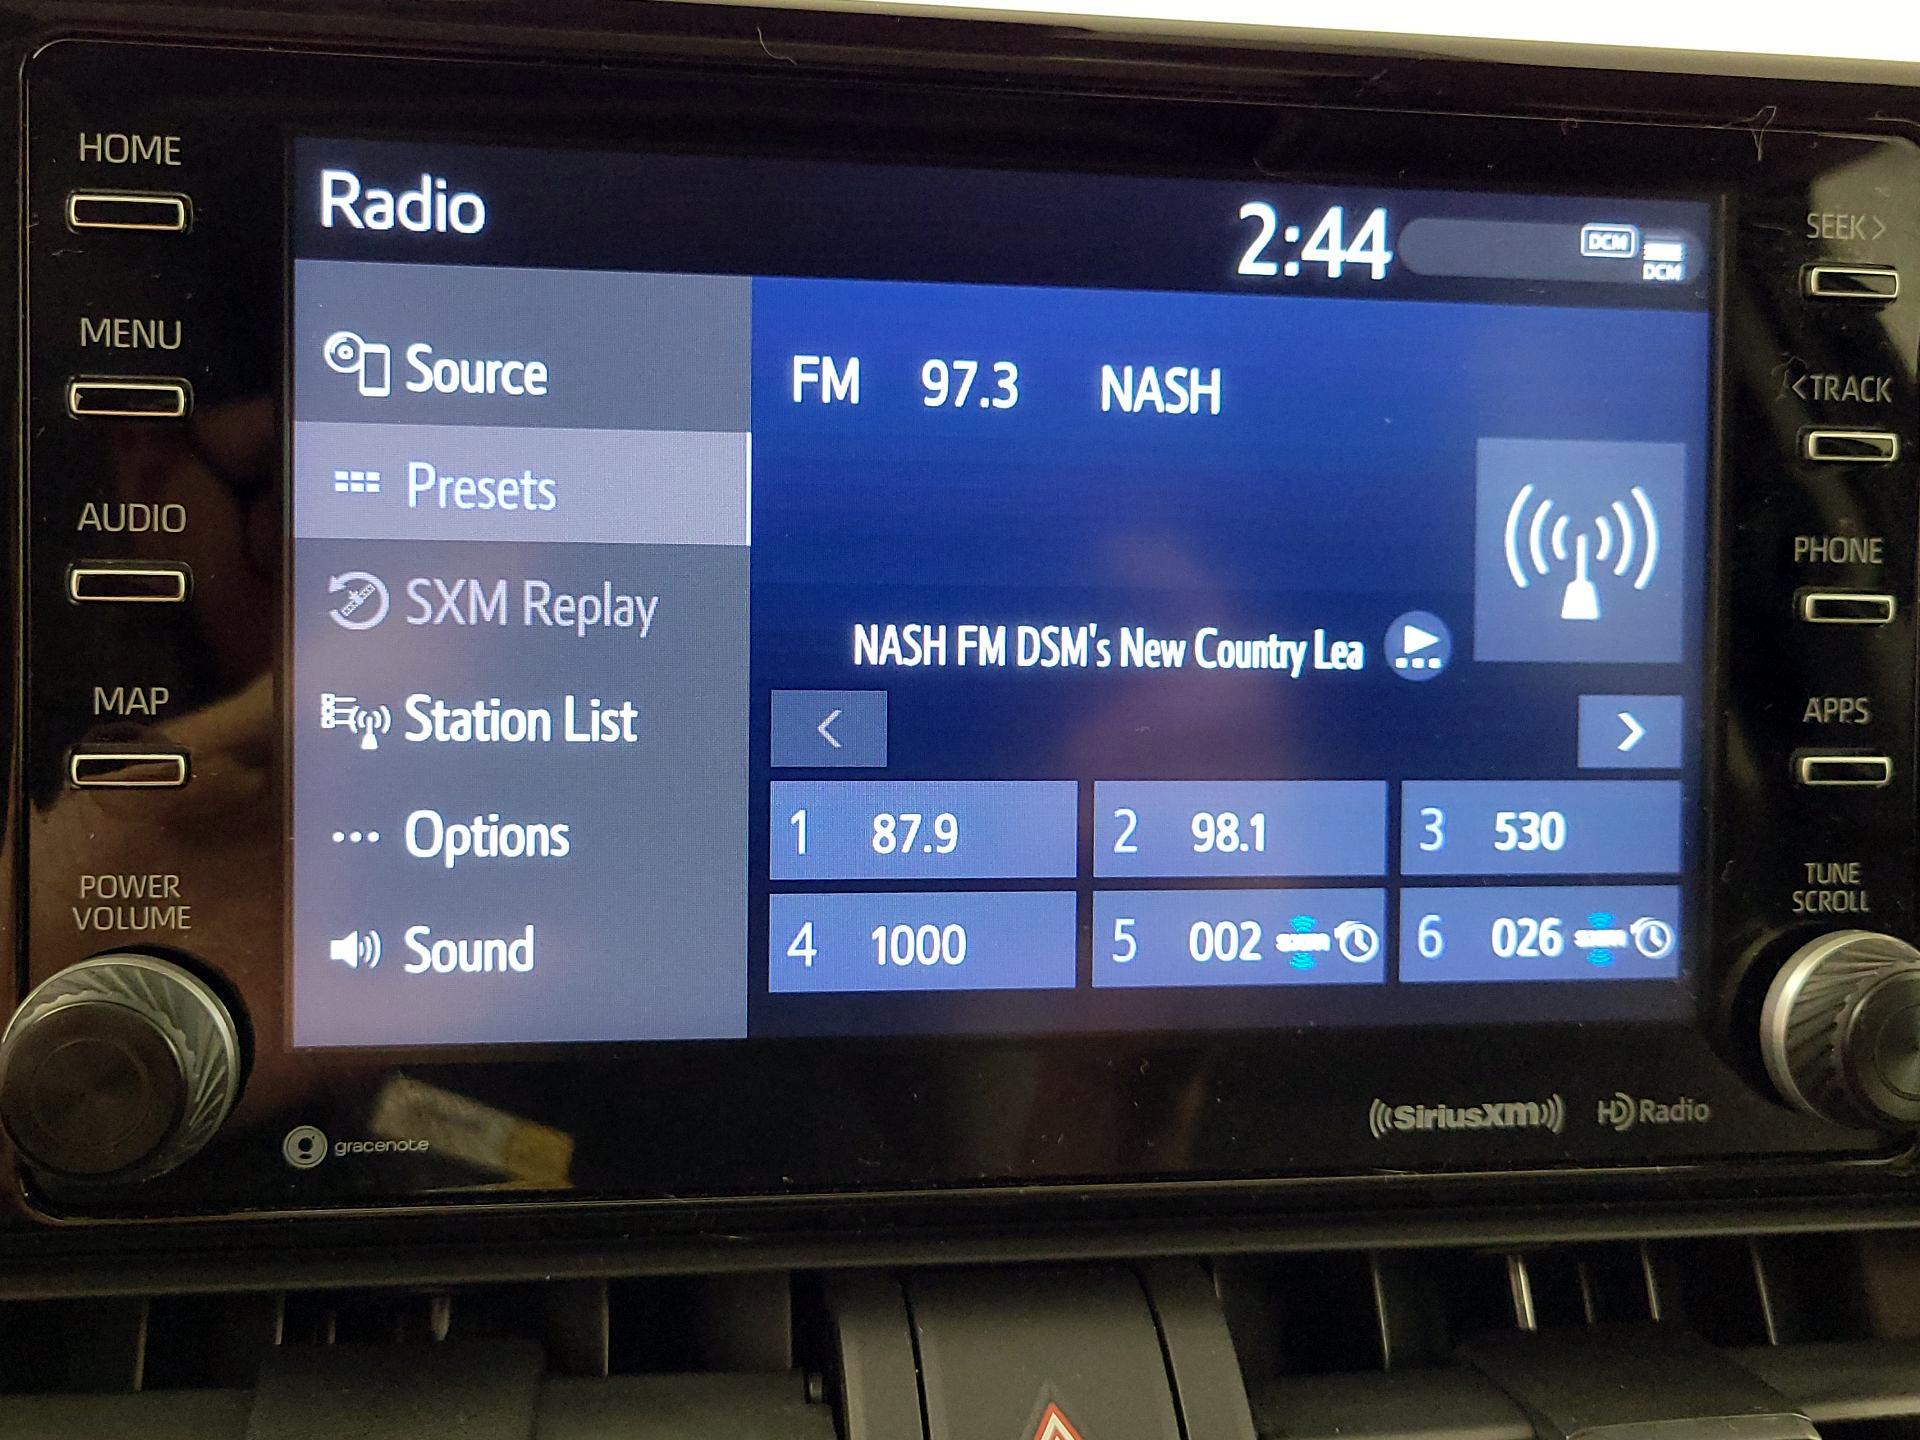 HOME
MENU
AUDIO
MAP
POWER
VOLUME
Radio
2:44
DCM
DCM
Source
Presets
SXM Replay
Station List
Options
Sound
FM 97.3 NASH
NASH FM DSM's New Country Lea
< >
1 87.9
2 98.1
3 530
4 1000
5 002
6 026
SEEK >
< TRACK
PHONE
APPS
TUNE
SCROLL
gracenote
((SiriusXM))
HD Radio